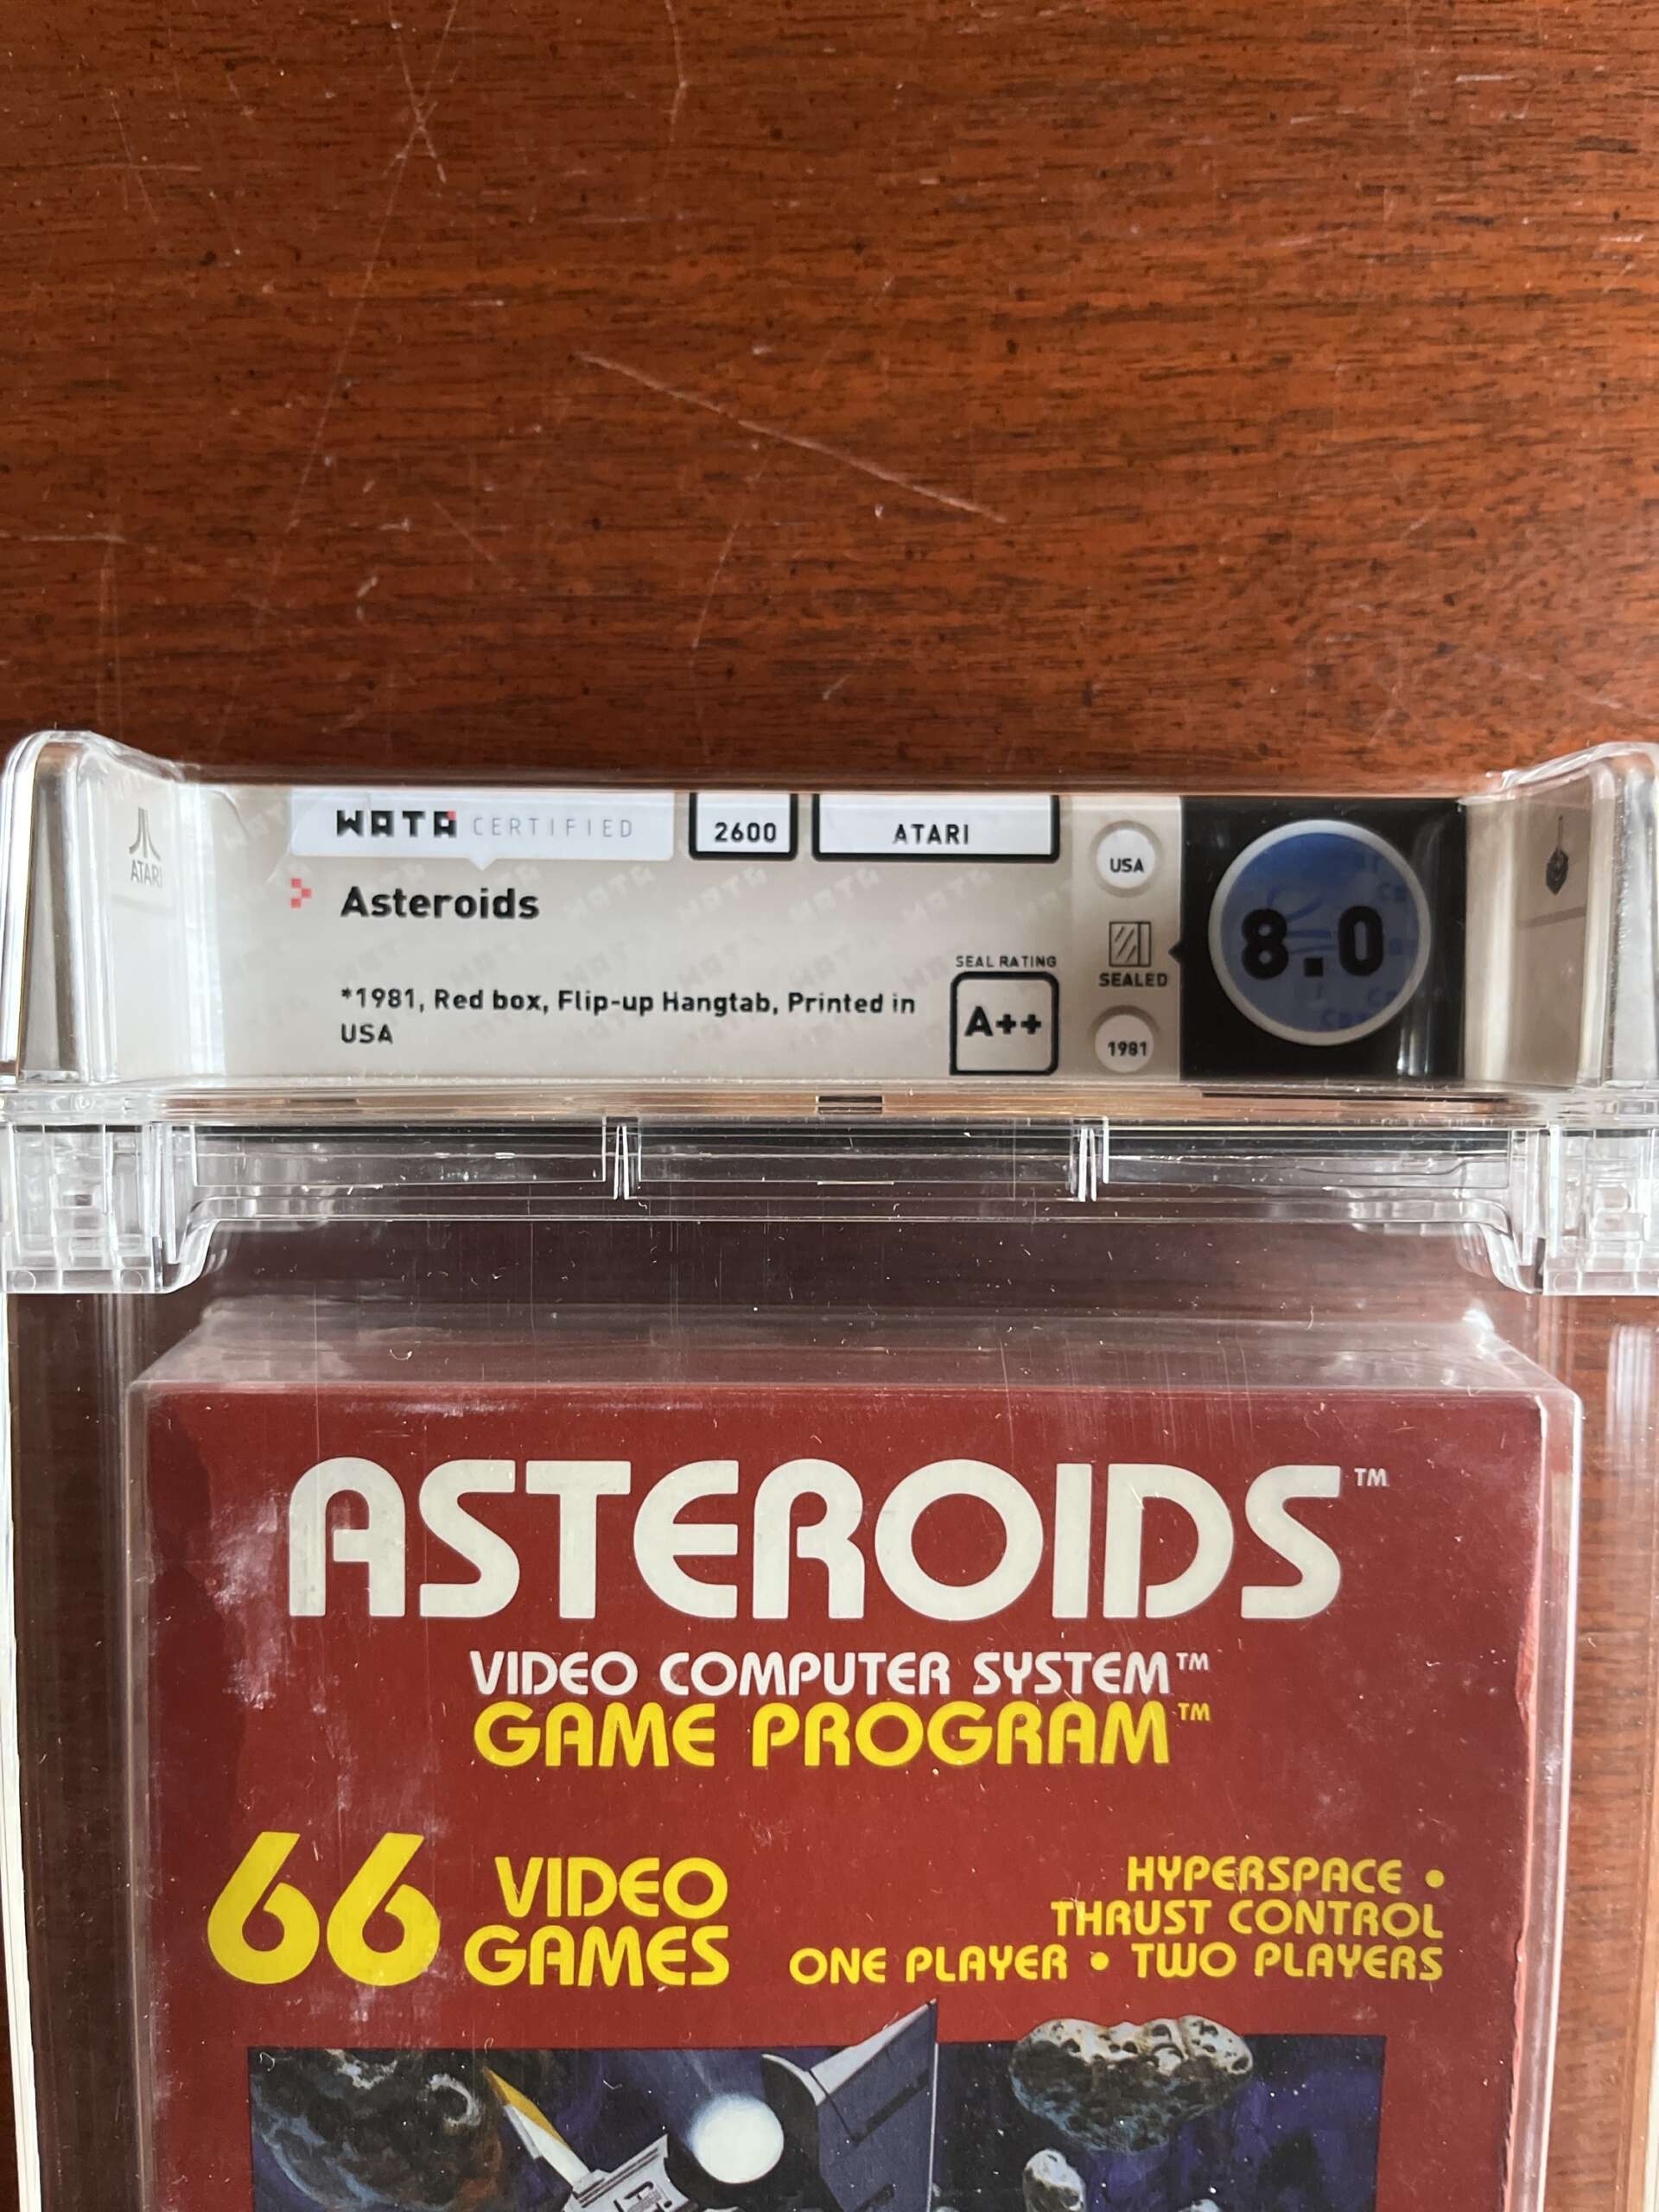 WATA CERTIFIED
2600
ATARI
ATARI
USA
Asteroids
8.0
SEAL RATING
SEALED
*1981, Red box, Flip-up Hangtab, Printed in
USA
A++
1981
ASTEROIDS™
VIDEO COMPUTER SYSTEM™
GAME PROGRAM™
66 VIDEO
GAMES
HYPERSPACE •
THRUST CONTROL
ONE PLAYER • TWO PLAYERS